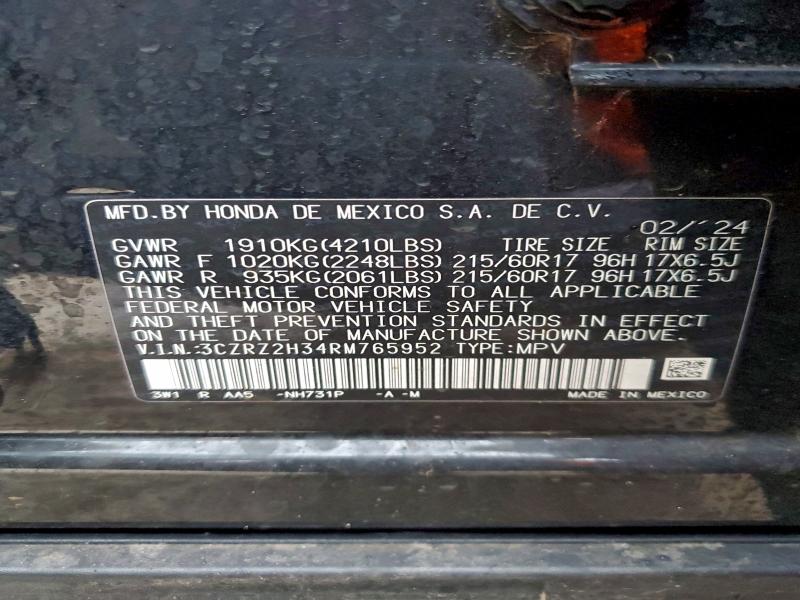 MFD.BY HONDA DE MEXICO S.A. DE C.V.
02/ 24
GVWR 1910KG(4210LBS) TIRE SIZE RIM SIZE
GAWR F 1020KG(2248LBS) 215/60R17 96H 17X6.5J
GAWR R 935KG(2061LBS) 215/60R17 96H 17X6.5J
THIS VEHICLE CONFORMS TO ALL APPLICABLE
FEDERAL MOTOR VEHICLE SAFETY
AND THEFT PREVENTION STANDARDS IN EFFECT
ON THE DATE OF MANUFACTURE SHOWN ABOVE.
V.I.N.:3CZRZ2H34RM765952 TYPE:MPV
3W1 R AA5 -NH731P -A -M MADE IN MEXICO